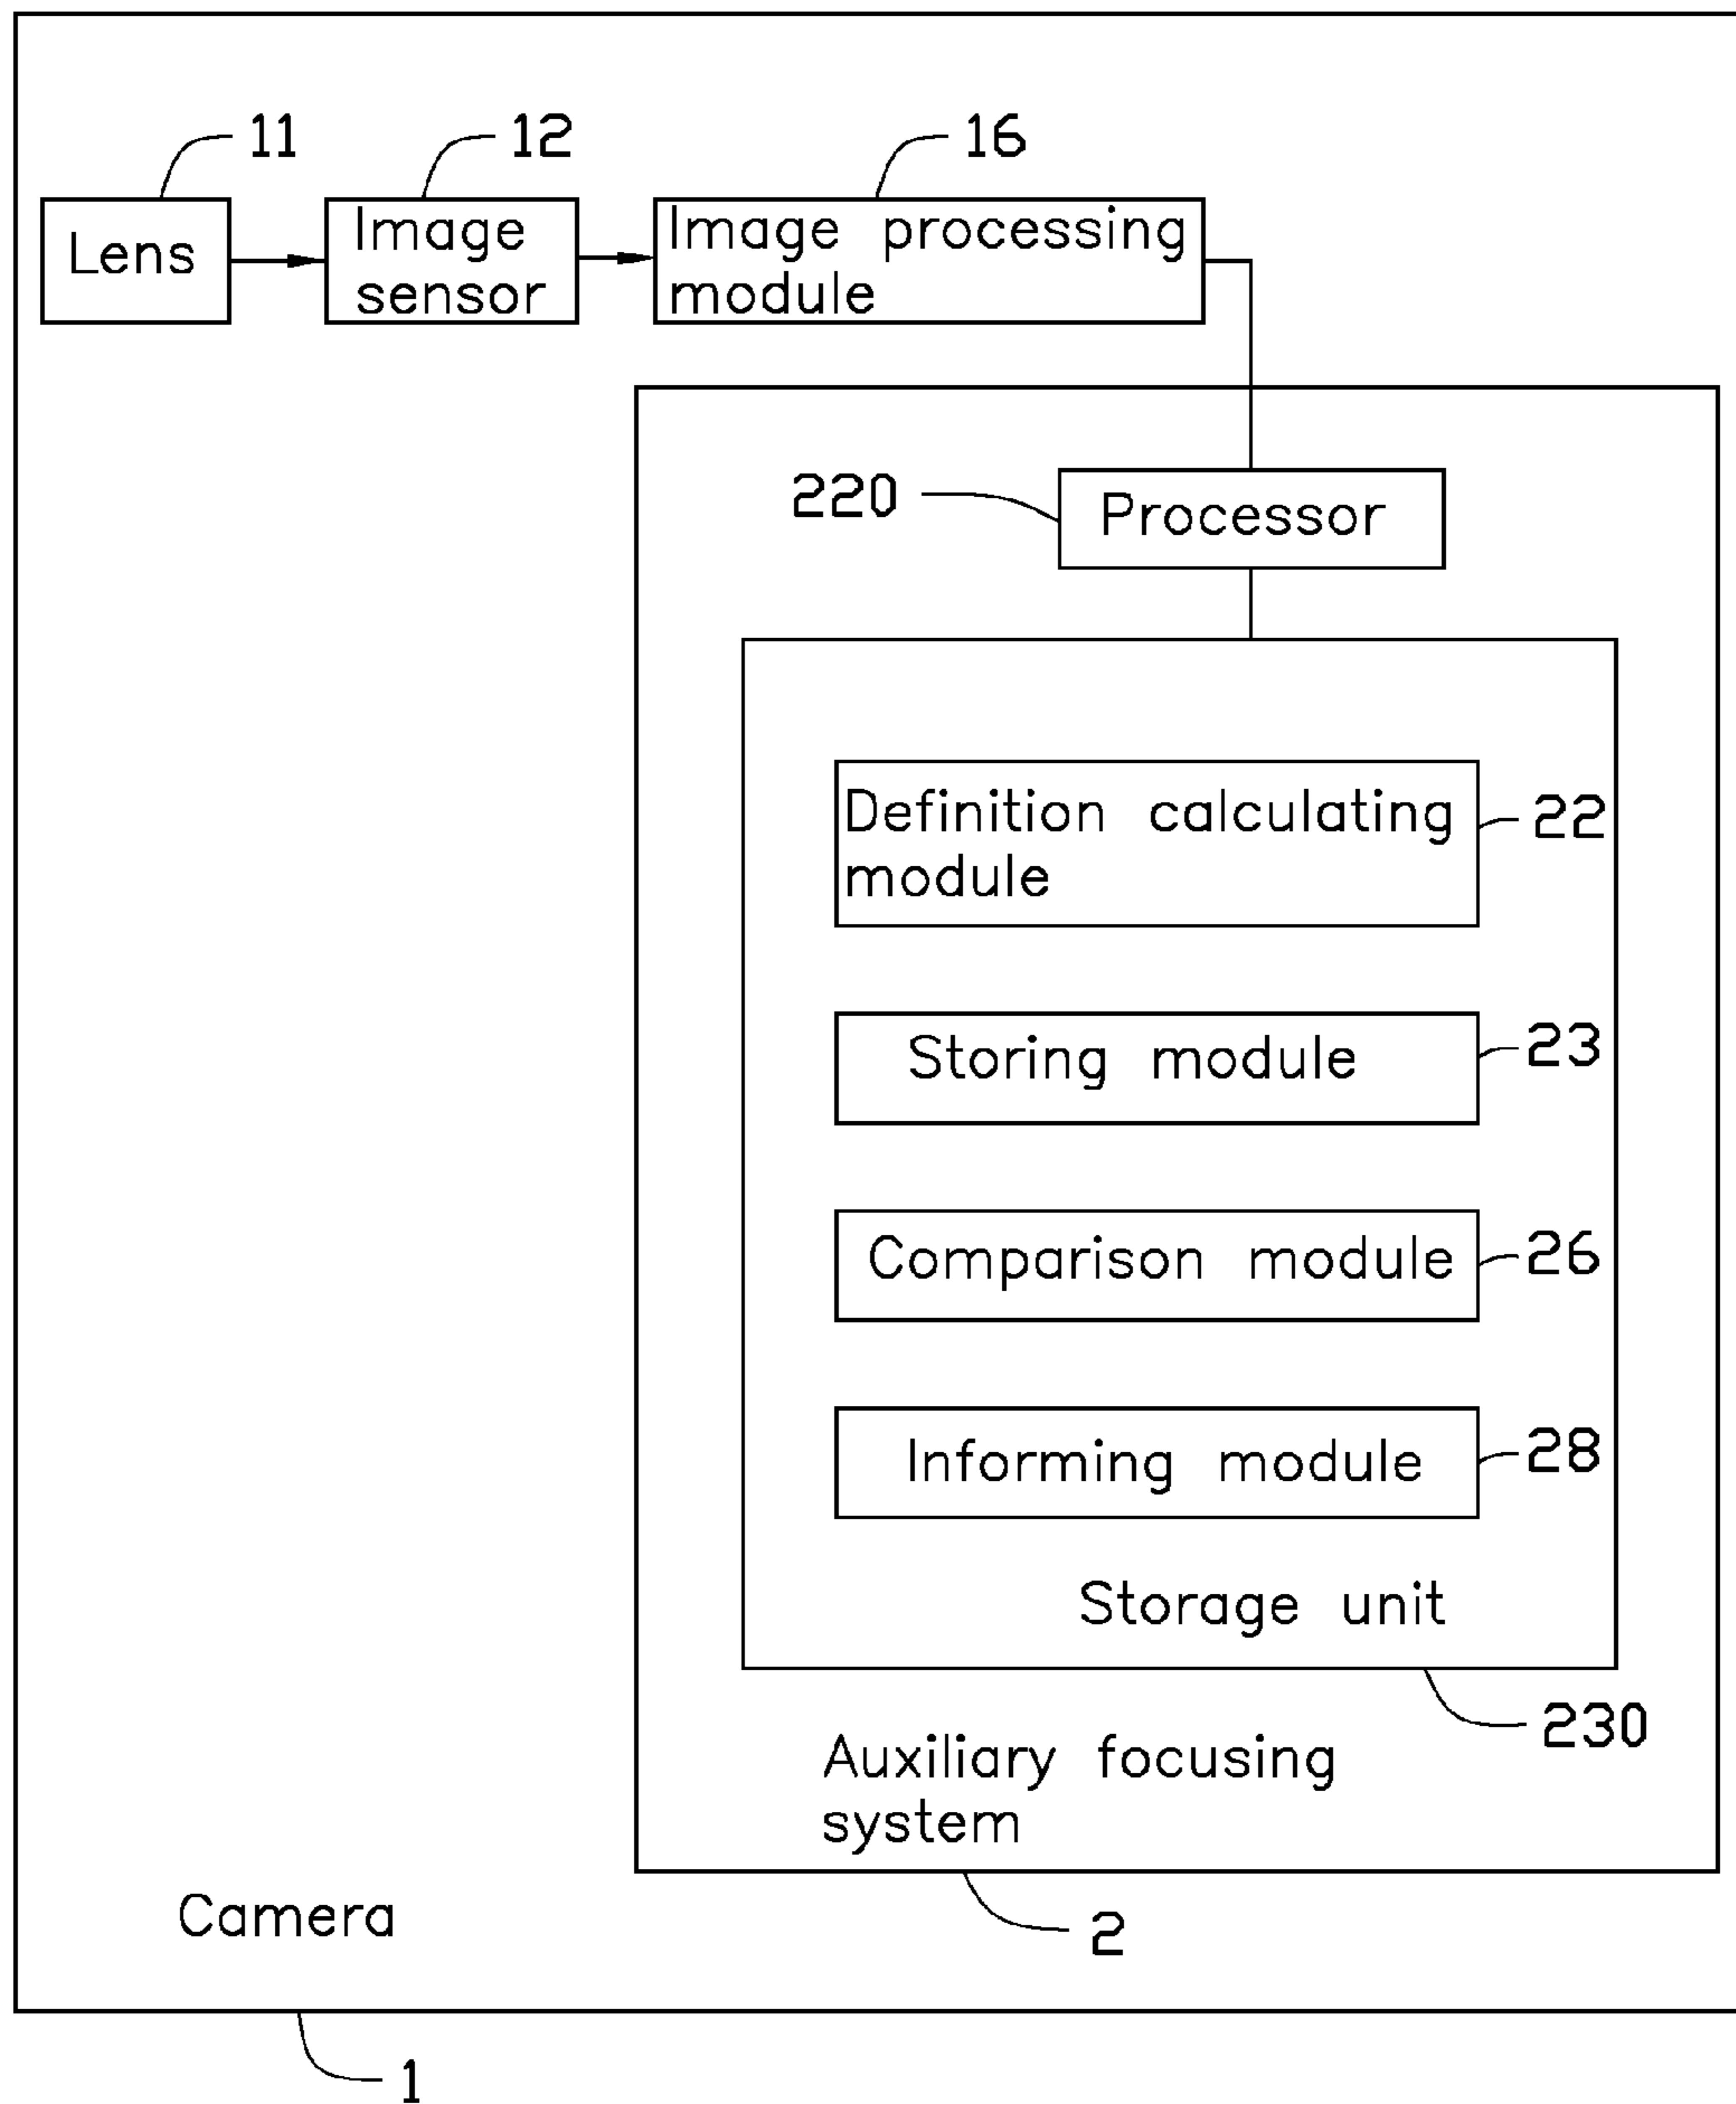 11
12
16
Lens
Image
sensor
Image processing
module
220
Processor
Definition calculating
module
22
Storing module
23
Comparison module
26
Informing module
28
Storage unit
230
Auxiliary focusing
system
2
Camera
1